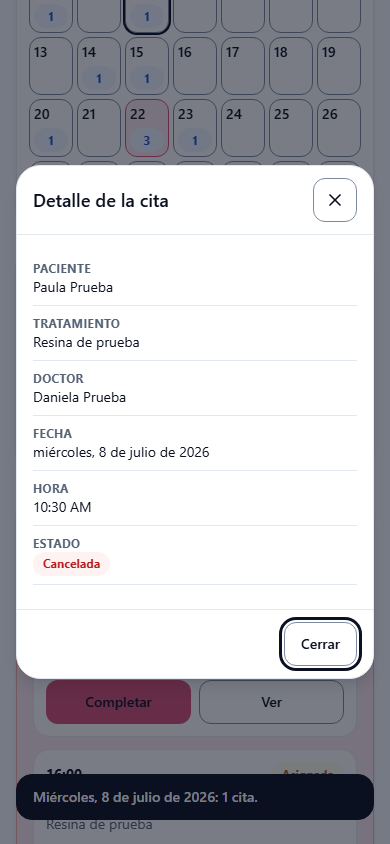 1
1
13
14
15
16
17
18
19
1
1
20
21
22
23
24
25
26
1
3
1
Detalle de la cita
PACIENTE
Paula Prueba
TRATAMIENTO
Resina de prueba
DOCTOR
Daniela Prueba
FECHA
miércoles, 8 de julio de 2026
HORA
10:30 AM
ESTADO
Cancelada
Cerrar
Completar
Ver
16:00
Asignada
Miércoles, 8 de julio de 2026: 1 cita.
Resina de prueba